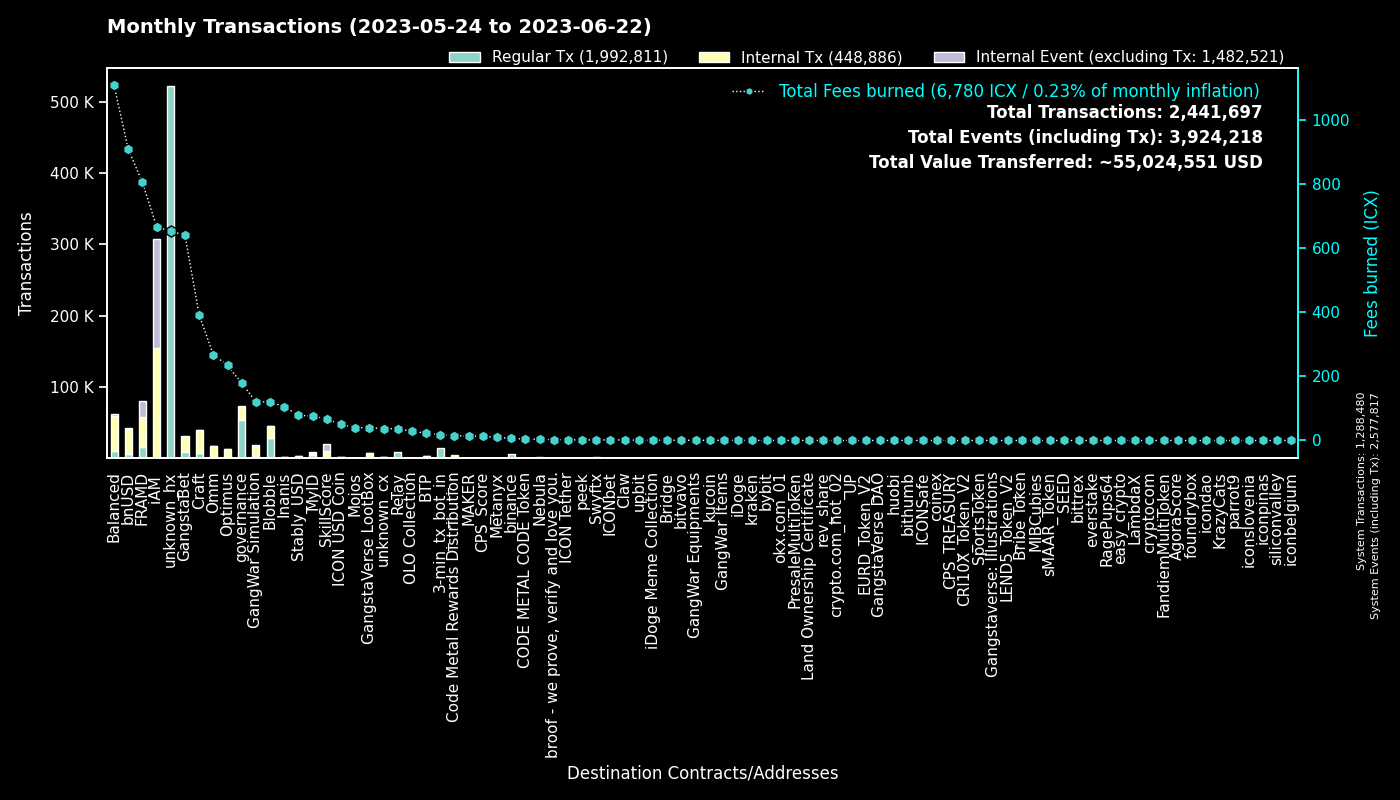 Monthly Transactions (2023-05-24 to 2023-06-22)
Regular Tx (1,992,811)
Internal Tx (448,886)
Internal Event (excluding Tx: 1,482,521)
Total Fees burned (6,780 ICX / 0.23% of monthly inflation)
Total Transactions: 2,441,697
Total Events (including Tx): 3,924,218
Total Value Transferred: ~55,024,551 USD
Transactions
500 K
400 K
300 K
200 K
100 K
1000
800
600
400
200
0
Fees burned (ICX)
System Transactions: 1,288,480
System Events (including Tx): 2,577,817
Balanced
bnUSD
FRAMD
iAM
unknown_hx
GangstaBet
Craft
Omm
Optimus
governance
GangWar Simulation
Blobble
Inanis
Stably_USD
MyID
SkillScore
ICON USD Coin
Mojos
GangstaVerse LootBox
unknown_cx
Relay
OLO Collection
BTP
3-min_tx_bot_in
Code Metal Rewards Distribution
MAKER
CPS_Score
Metanyx
binance
CODE METAL CODE Token
Nebula
broof - we prove, verify and love you.
ICON Tether
peek
Swyftx
ICONbet
Claw
upbit
iDoge Meme Collection
Bridge
bitvavo
GangWar Equipments
kucoin
GangWar Items
iDoge
kraken
bybit
okx.com_01
PresaleMultiToken
Land Ownership Certificate
rev_share
crypto.com_hot_02
UP
EURD_Token_V2
GangstaVerse DAO
huobi
bithumb
ICONSafe
coinex
CPS_TREASURY
CRI10X_Token_V2
SportsToken
Gangstaverse: Illustrations
LEND5_Token_V2
Bribe Token
MIBCubies
sMAAR_Token
SEED
bittrex
everstake
RagePups64
easy_crypto
LambdaX
cryptocom
FandiemMultiToken
AgoraScore
foundrybox
icondao
KrazyCats
parrot9
iconslovenia
iconpinas
siliconvalley
iconbelgium
Destination Contracts/Addresses